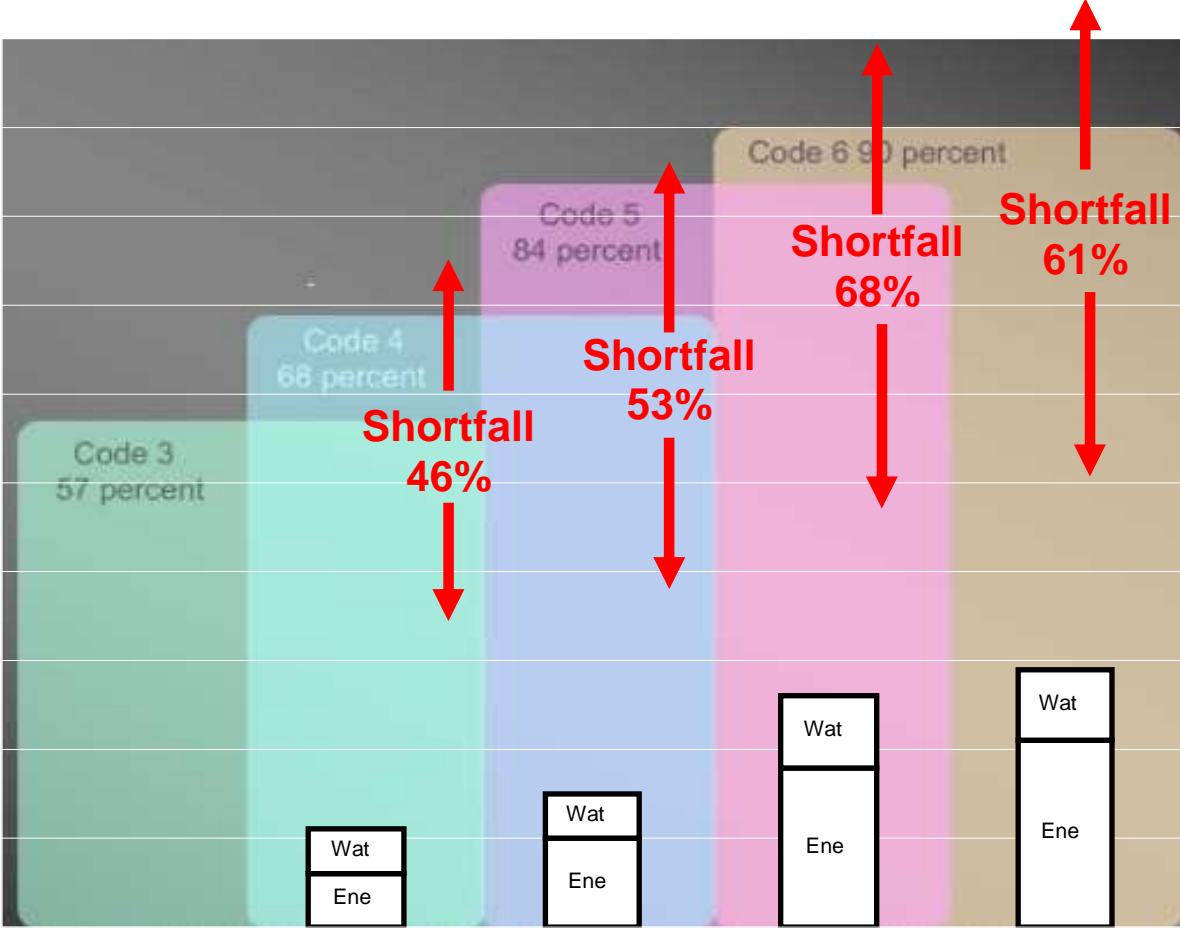 Code 6 90 percent
Shortfall
61%
Code 5
84 percent
Shortfall
68%
Code 4
68 percent
Shortfall
53%
Code 3
57 percent
Shortfall
46%
Wat
Ene
Wat
Ene
Wat
Ene
Wat
Ene